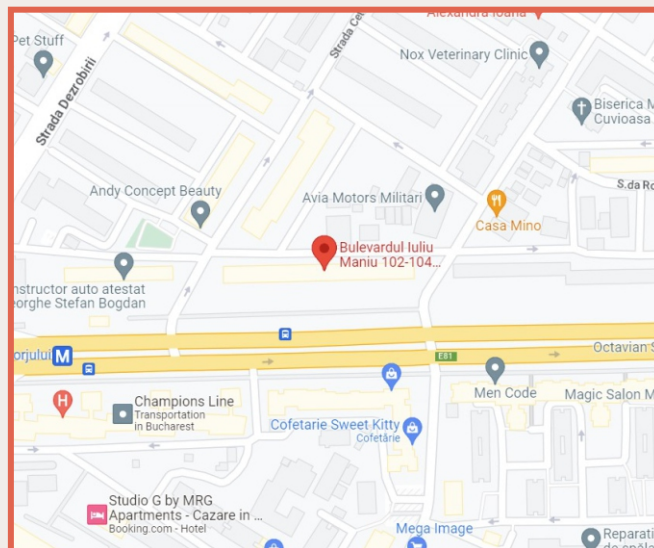 Alexandra Ioana
Pet Stuff
Strada Dezrobirii
Nox Veterinary Clinic
Biserica M
Cuvioasa
Andy Concept Beauty
Avia Motors Militari
S.da Ro
Casa Mino
Bulevardul Iuliu
Maniu 102-104...
nstructor auto atestat
eorghe Stefan Bogdan
orjului
M
E81
Octavian S
H
Champions Line
Transportation
in Bucharest
Men Code
Magic Salon M
Cofetarie Sweet Kitty
Cofetărie
Studio G by MRG
Apartments - Cazare in ...
Booking.com - Hotel
Mega Image
Reparati